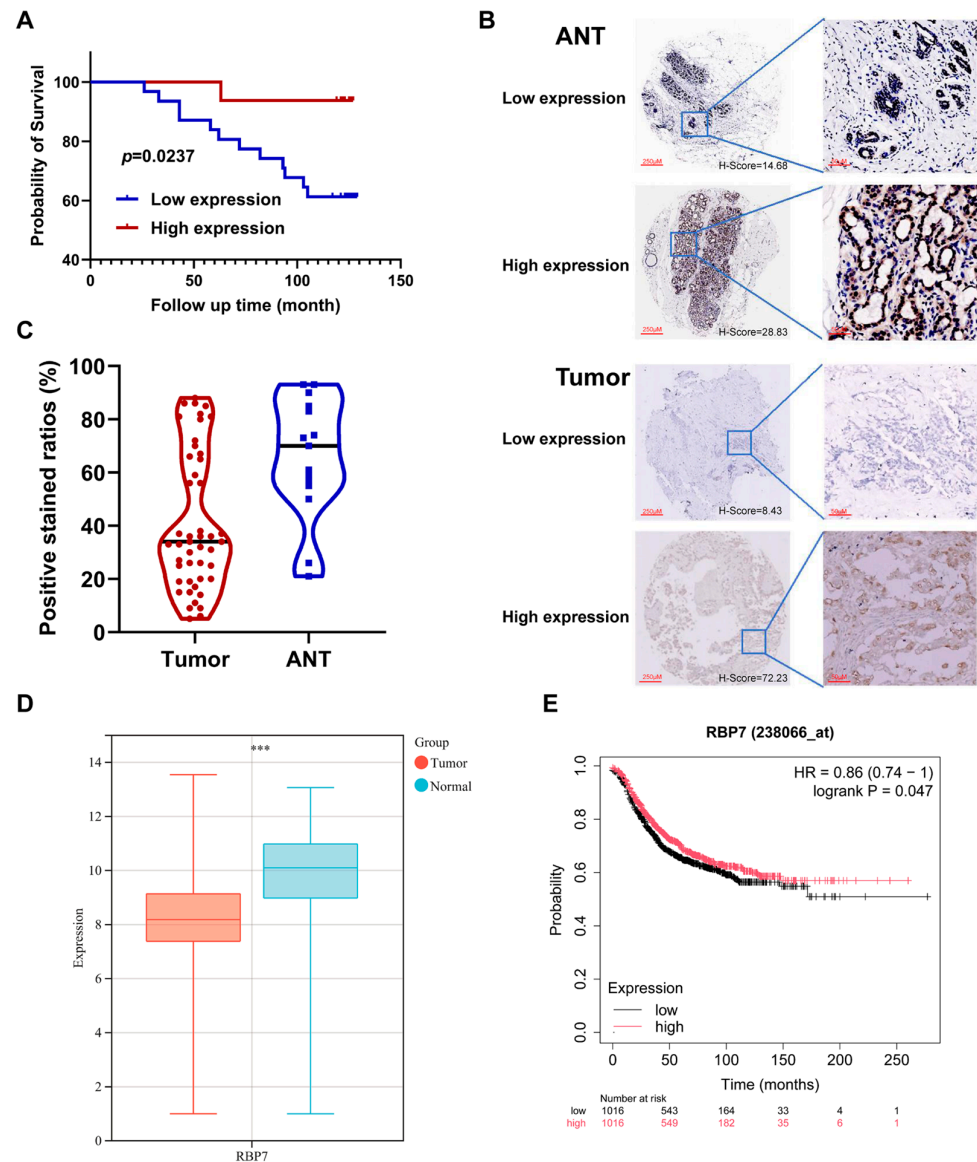 A
Probability of Survival
100
80
60
40
p=0.0237
Low expression
High expression
0
50
100
150
Follow up time (month)
B
ANT
Low expression
250μM
H-Score=14.68
High expression
250μM
H-Score=28.83
Tumor
Low expression
250μM
H-Score=8.43
50μM
High expression
250μM
H-Score=72.23
50μM
C
Positive stained ratios (%)
100
80
60
40
20
0
Tumor
ANT
D
Expression
14
12
10
8
6
4
2
0
***
Group
Tumor
Normal
RBP7
E
RBP7 (238066_at)
HR = 0.86 (0.74 − 1)
logrank P = 0.047
Probability
1.0
0.8
0.6
0.4
0.2
0.0
Expression
low
high
0
50
100
150
200
250
Time (months)
Number at risk
low 1016 543 164 33 4 1
high 1016 549 182 35 6 1